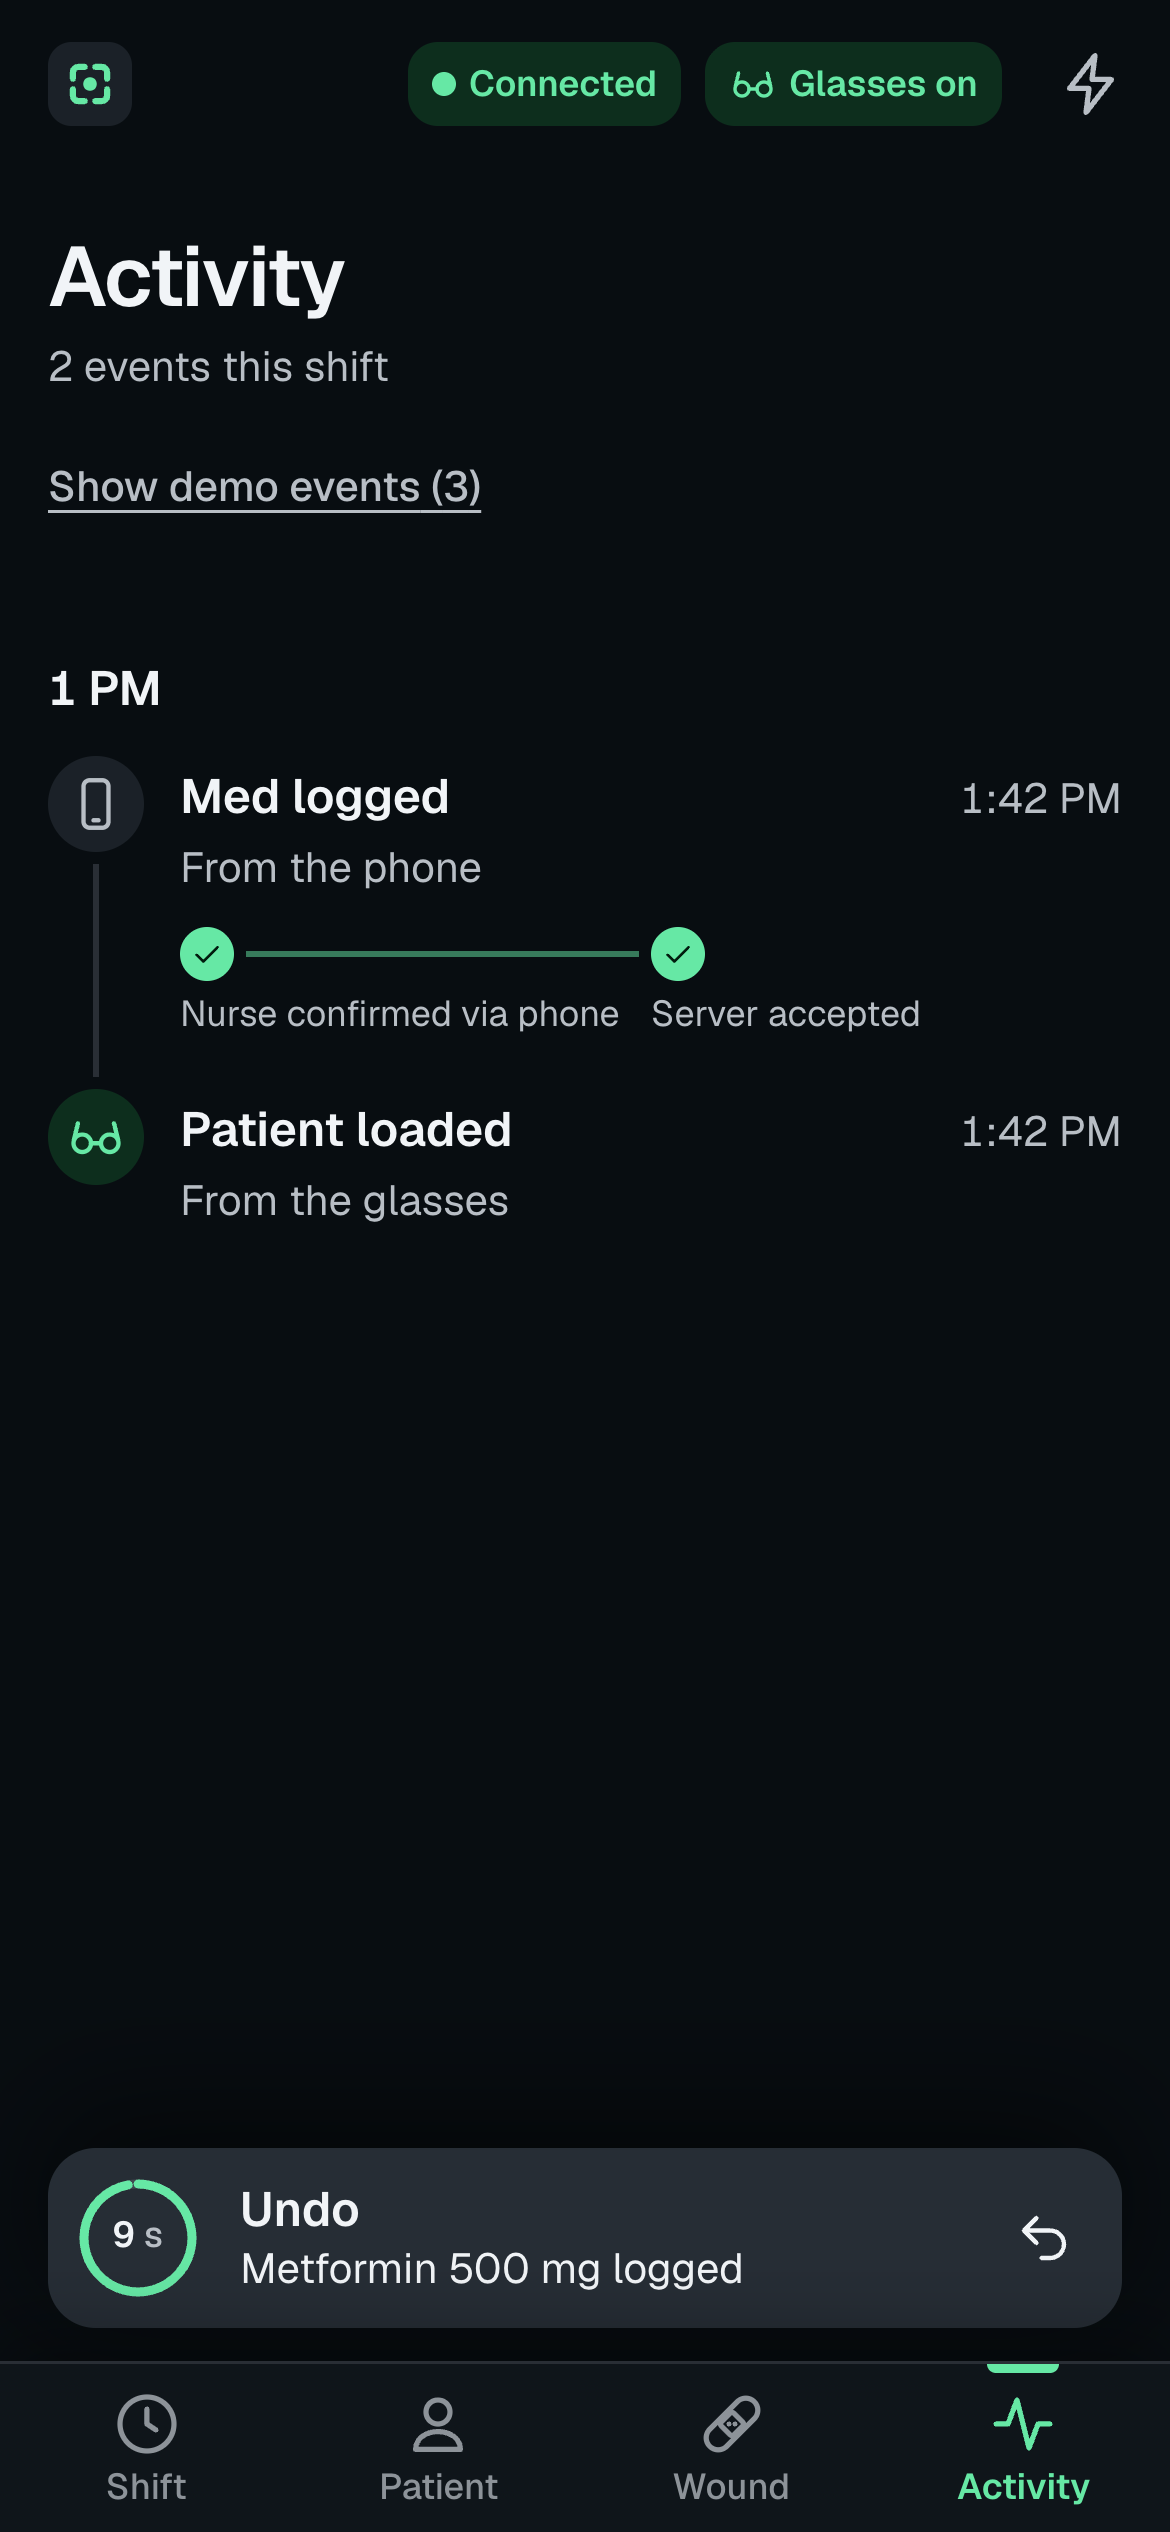 Connected
Glasses on
Activity
2 events this shift
Show demo events (3)
1 PM
Med logged
1:42 PM
From the phone
Nurse confirmed via phone
Server accepted
Patient loaded
1:42 PM
From the glasses
9 s
Undo
Metformin 500 mg logged
Shift
Patient
Wound
Activity